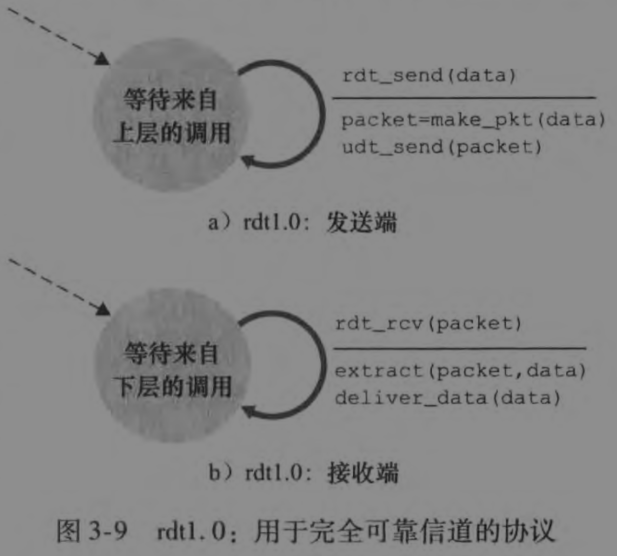 等待来自
上层的调用
rdt_send(data)
packet=make_pkt(data)
udt_send(packet)
a）rdt1.0：发送端
等待来自
下层的调用
rdt_rcv(packet)
extract(packet,data)
deliver_data(data)
b）rdt1.0：接收端
图 3-9 rdt1.0：用于完全可靠信道的协议